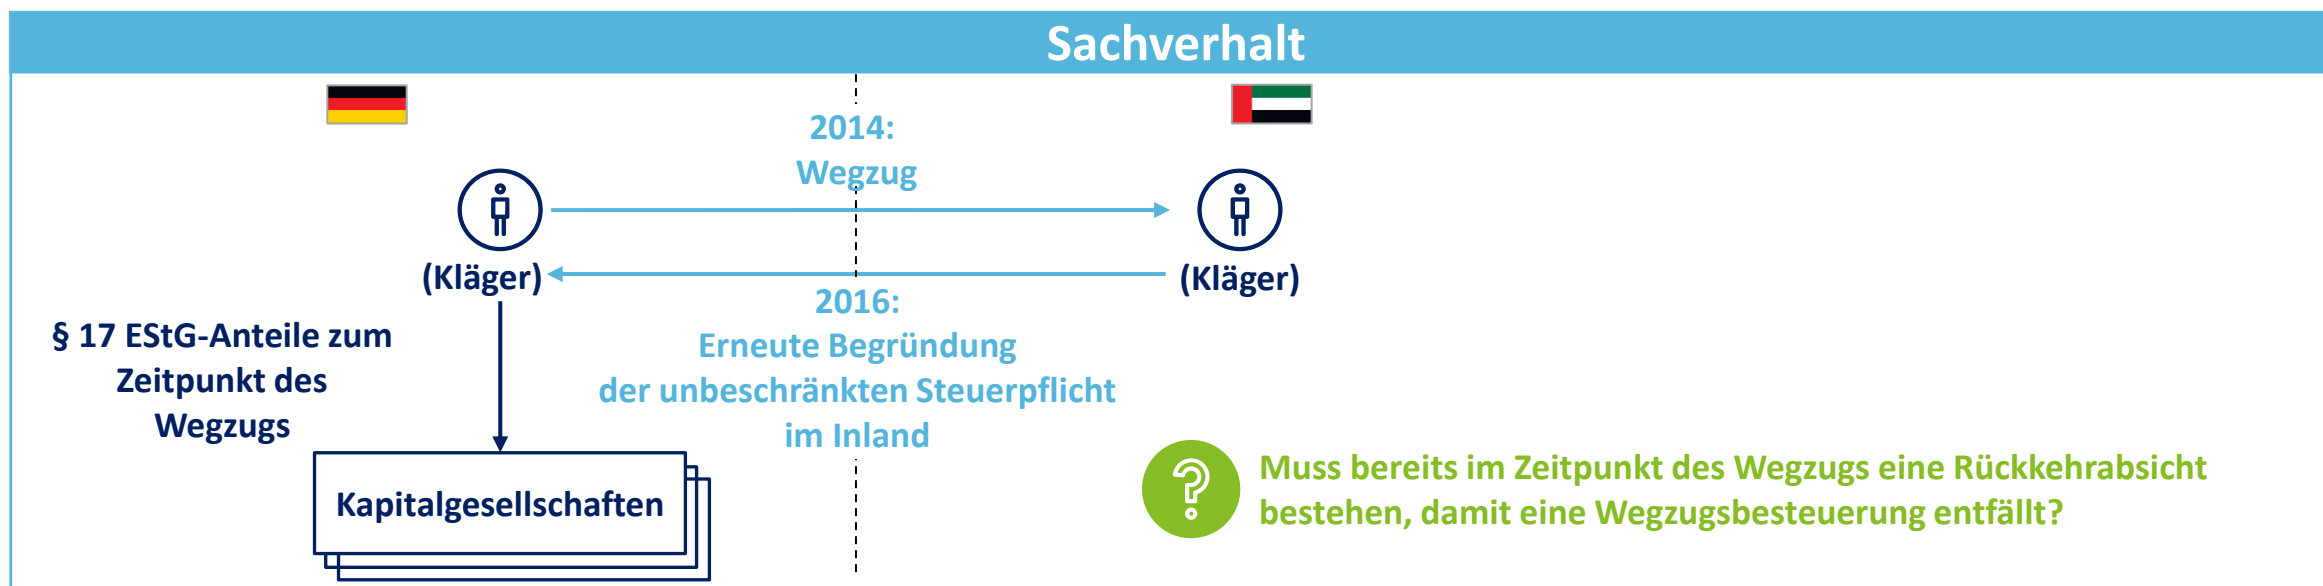 Sachverhalt
2014:
Wegzug
(Kläger)
(Kläger)
2016:
Erneute Begründung
der unbeschränkten Steuerpflicht
im Inland
§ 17 EStG-Anteile zum
Zeitpunkt des
Wegzugs
Kapitalgesellschaften
Muss bereits im Zeitpunkt des Wegzugs eine Rückkehrabsicht
bestehen, damit eine Wegzugsbesteuerung entfällt?